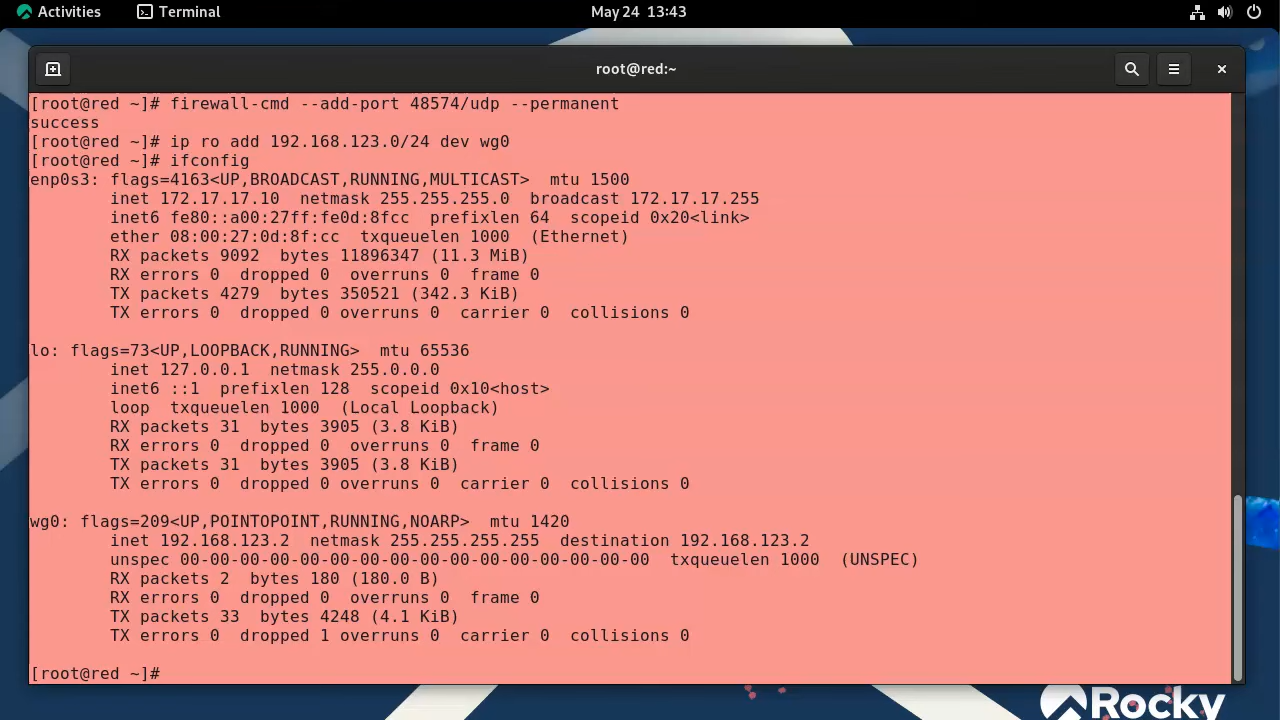 Activities
Terminal
May 24 13:43
root@red:~
[root@red ~]# firewall-cmd --add-port 48574/udp --permanent
success
[root@red ~]# ip ro add 192.168.123.0/24 dev wg0
[root@red ~]# ifconfig
enp0s3: flags=4163<UP,BROADCAST,RUNNING,MULTICAST>  mtu 1500
        inet 172.17.17.10  netmask 255.255.255.0  broadcast 172.17.17.255
        inet6 fe80::a00:27ff:fe0d:8fcc  prefixlen 64  scopeid 0x20<link>
        ether 08:00:27:0d:8f:cc  txqueuelen 1000  (Ethernet)
        RX packets 9092  bytes 11896347 (11.3 MiB)
        RX errors 0  dropped 0  overruns 0  frame 0
        TX packets 4279  bytes 350521 (342.3 KiB)
        TX errors 0  dropped 0 overruns 0  carrier 0  collisions 0

lo: flags=73<UP,LOOPBACK,RUNNING>  mtu 65536
        inet 127.0.0.1  netmask 255.0.0.0
        inet6 ::1  prefixlen 128  scopeid 0x10<host>
        loop  txqueuelen 1000  (Local Loopback)
        RX packets 31  bytes 3905 (3.8 KiB)
        RX errors 0  dropped 0  overruns 0  frame 0
        TX packets 31  bytes 3905 (3.8 KiB)
        TX errors 0  dropped 0 overruns 0  carrier 0  collisions 0

wg0: flags=209<UP,POINTOPOINT,RUNNING,NOARP>  mtu 1420
        inet 192.168.123.2  netmask 255.255.255.255  destination 192.168.123.2
        unspec 00-00-00-00-00-00-00-00-00-00-00-00-00-00-00-00  txqueuelen 1000  (UNSPEC)
        RX packets 2  bytes 180 (180.0 B)
        RX errors 0  dropped 0  overruns 0  frame 0
        TX packets 33  bytes 4248 (4.1 KiB)
        TX errors 0  dropped 1 overruns 0  carrier 0  collisions 0

[root@red ~]#
Rocky